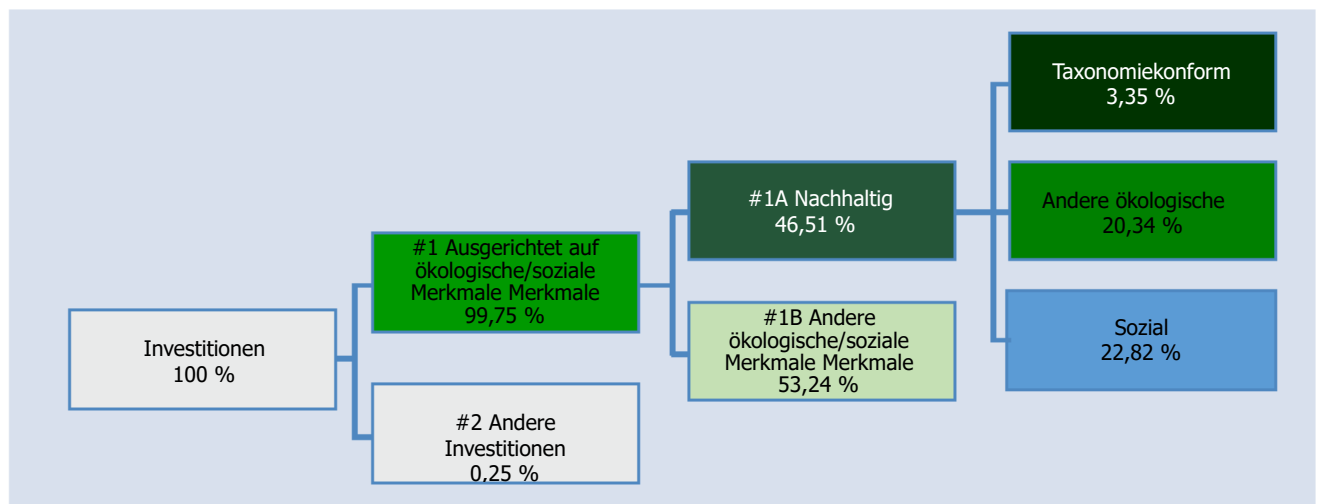 Investitionen
100 %
#1 Ausgerichtet auf
ökologische/soziale
Merkmale Merkmale
99,75 %
#2 Andere
Investitionen
0,25 %
#1A Nachhaltig
46,51 %
#1B Andere
ökologische/soziale
Merkmale Merkmale
53,24 %
Taxonomiekonform
3,35 %
Andere ökologische
20,34 %
Sozial
22,82 %